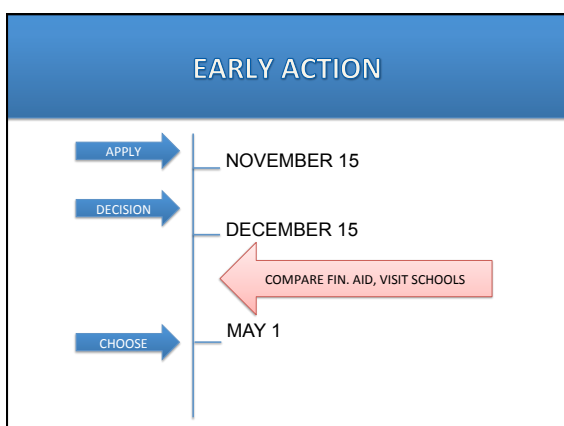 EARLY ACTION
APPLY
NOVEMBER 15
DECISION
DECEMBER 15
COMPARE FIN. AID, VISIT SCHOOLS
MAY 1
CHOOSE